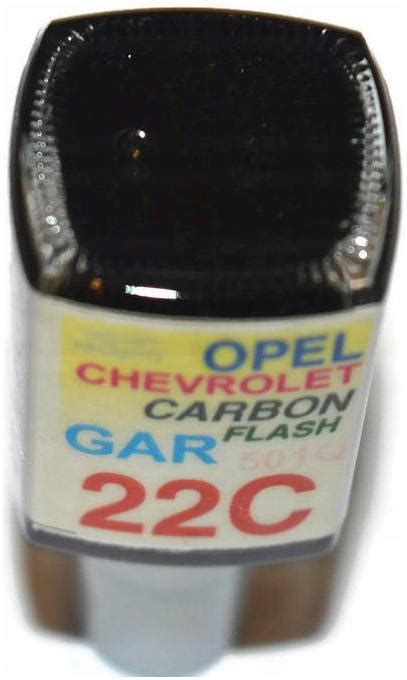 OPEL
CHEVROLET
CARBON
FLASH
GAR
501Q
22C